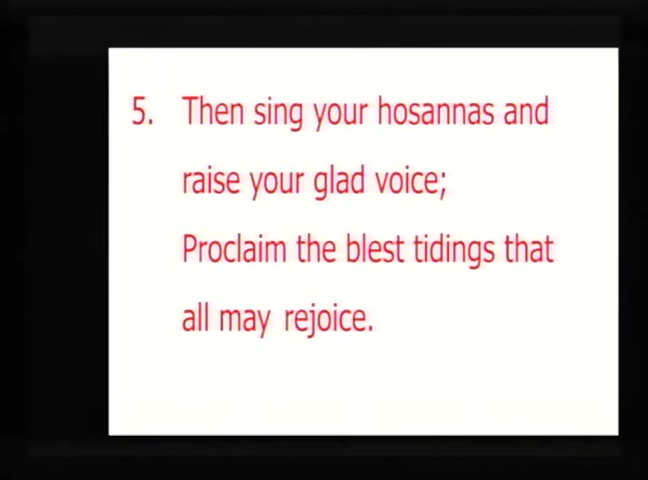 5. Then sing your hosannas and
raise your glad voice;
Proclaim the blest tidings that
all may rejoice.